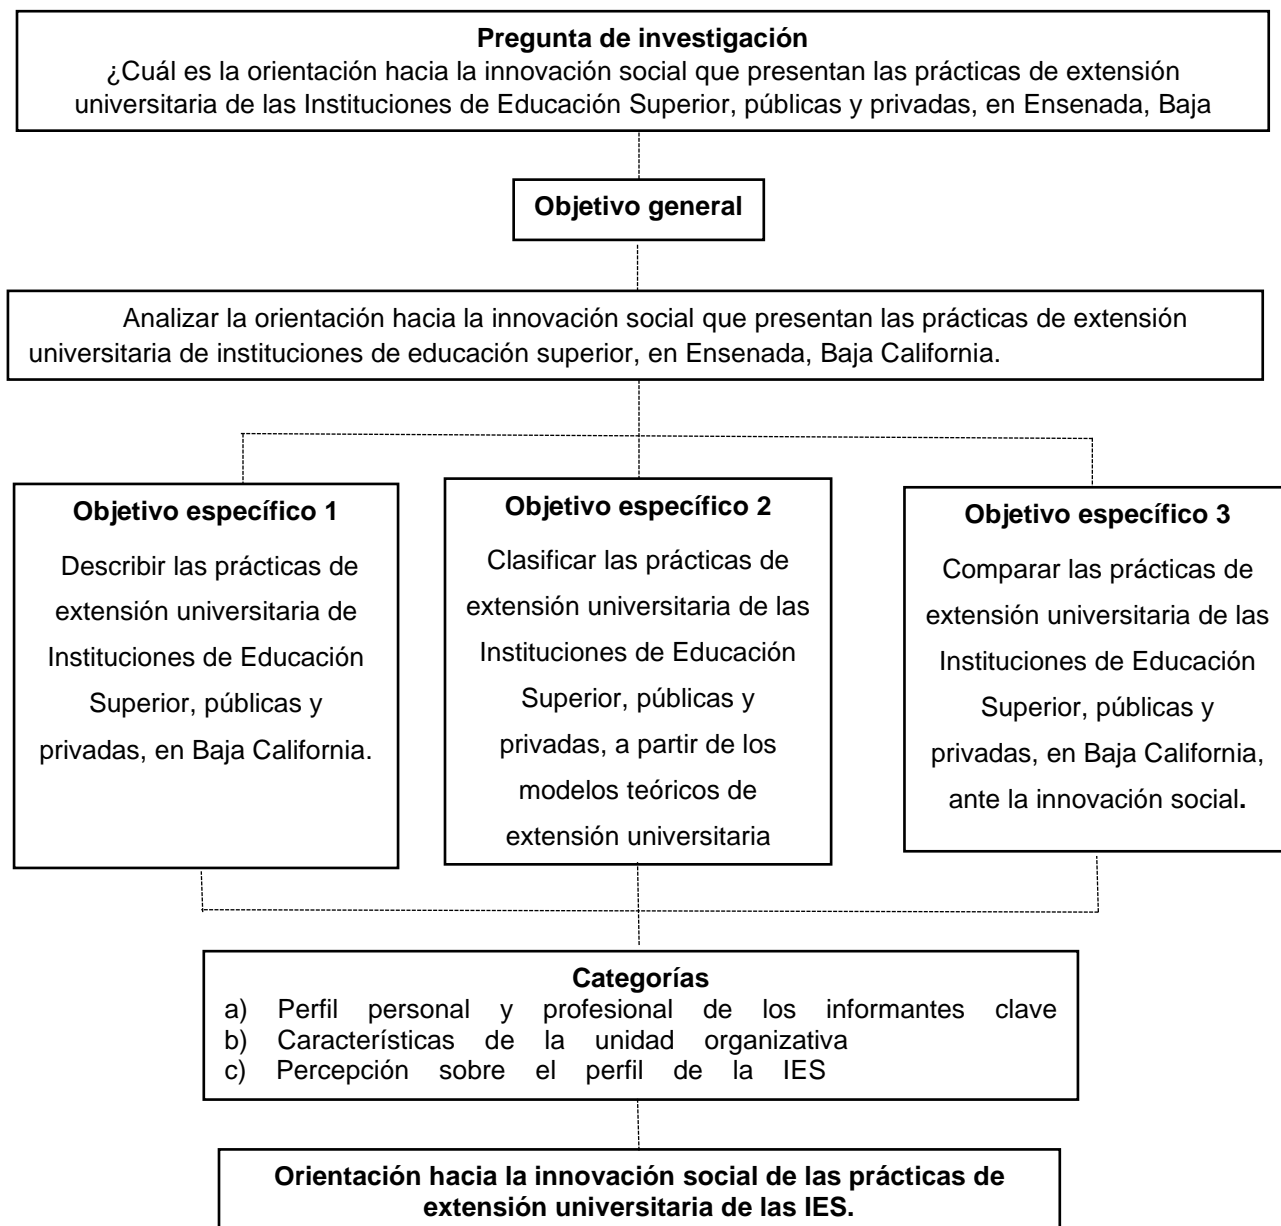 Pregunta de investigación
¿Cuál es la orientación hacia la innovación social que presentan las prácticas de extensión
universitaria de las Instituciones de Educación Superior, públicas y privadas, en Ensenada, Baja
Objetivo general
Analizar la orientación hacia la innovación social que presentan las prácticas de extensión
universitaria de instituciones de educación superior, en Ensenada, Baja California.
Objetivo específico 1
Describir las prácticas de
extensión universitaria de
Instituciones de Educación
Superior, públicas y
privadas, en Baja California.
Objetivo específico 2
Clasificar las prácticas de
extensión universitaria de las
Instituciones de Educación
Superior, públicas y
privadas, a partir de los
modelos teóricos de
extensión universitaria
Objetivo específico 3
Comparar las prácticas de
extensión universitaria de las
Instituciones de Educación
Superior, públicas y
privadas, en Baja California,
ante la innovación social.
Categorías
a) Perfil personal y profesional de los informantes clave
b) Características de la unidad organizativa
c) Percepción sobre el perfil de la IES
Orientación hacia la innovación social de las prácticas de
extensión universitaria de las IES.